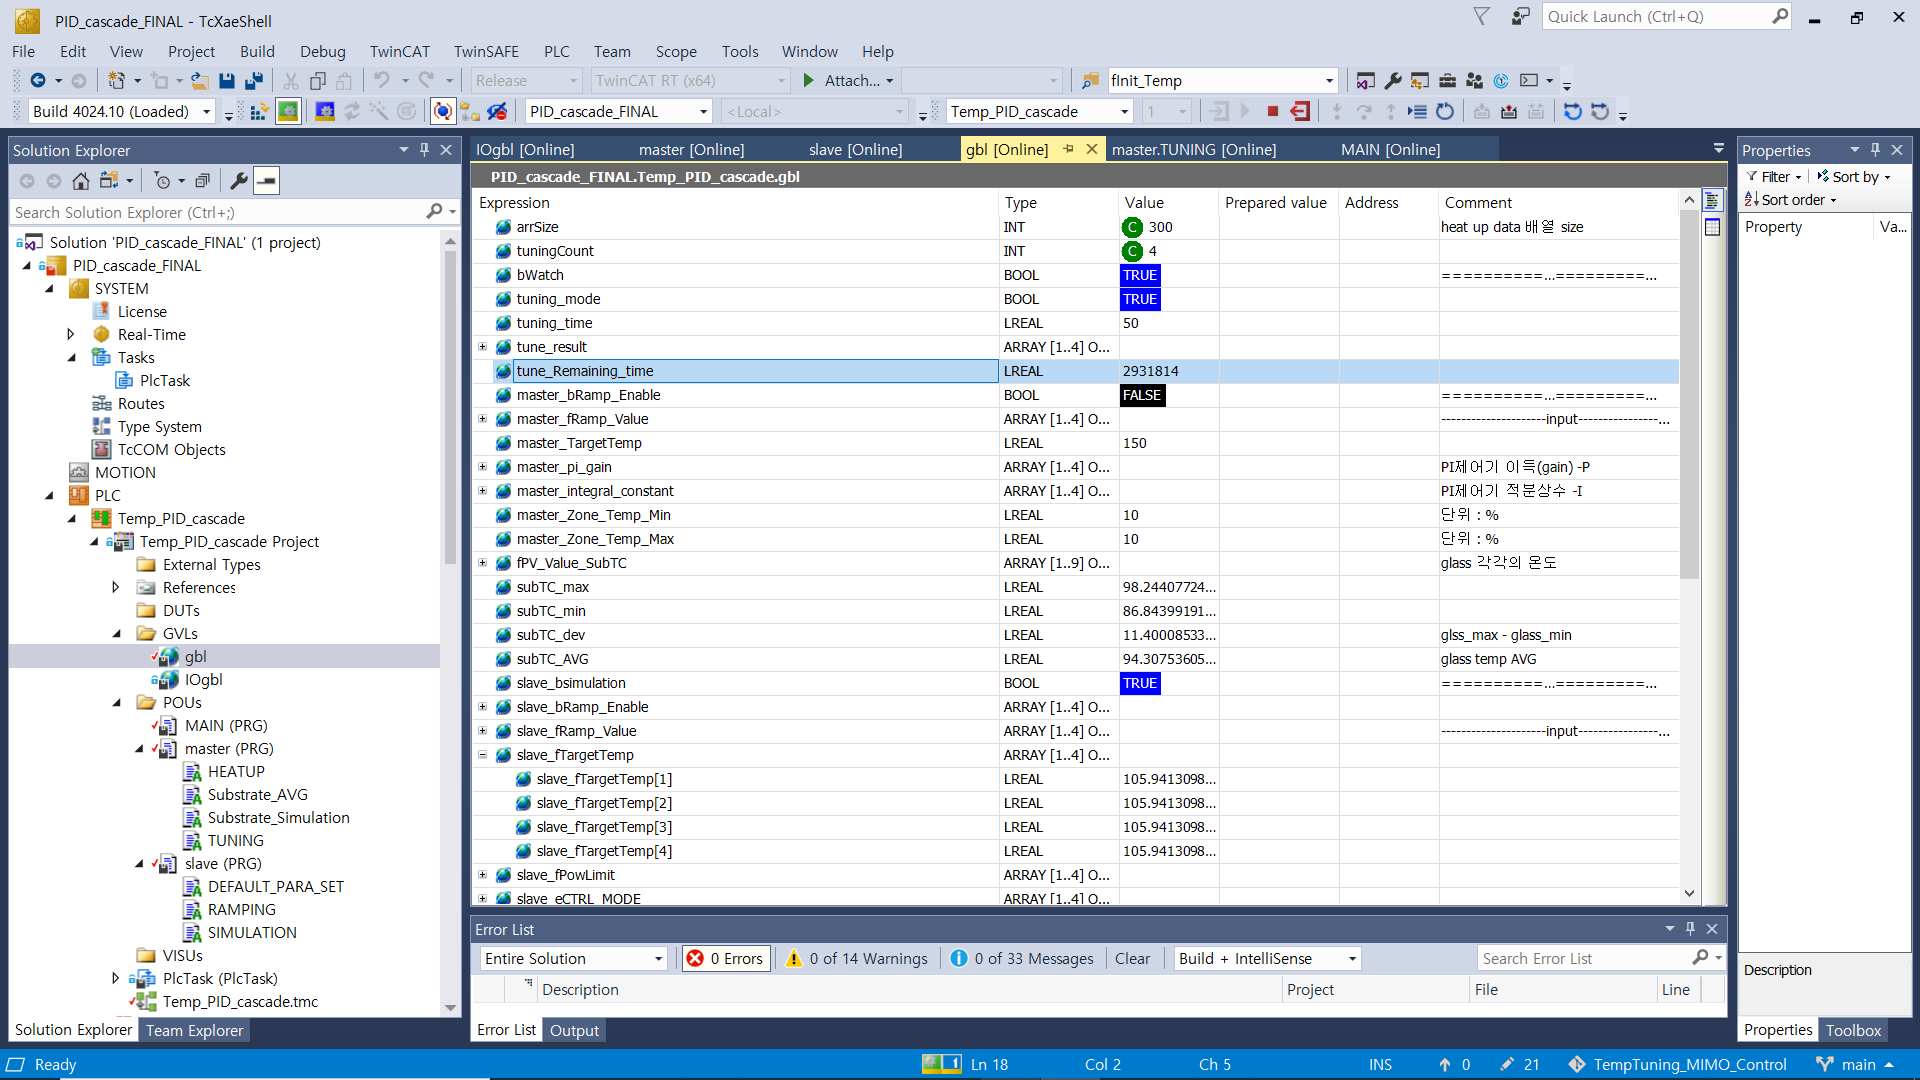 PID_cascade_FINAL - TcXaeShell
Quick Launch (Ctrl+Q)
File Edit View Project Build Debug TwinCAT TwinSAFE PLC Team Scope Tools Window Help
Release TwinCAT RT (x64) Attach... fInit_Temp
Build 4024.10 (Loaded) PID_cascade_FINAL <Local> Temp_PID_cascade 1
Solution Explorer
Search Solution Explorer (Ctrl+;)
Solution 'PID_cascade_FINAL' (1 project)
PID_cascade_FINAL
SYSTEM
License
Real-Time
Tasks
PlcTask
Routes
Type System
TcCOM Objects
MOTION
PLC
Temp_PID_cascade
Temp_PID_cascade Project
External Types
References
DUTs
GVLs
gbl
IOgbl
POUs
MAIN (PRG)
master (PRG)
HEATUP
Substrate_AVG
Substrate_Simulation
TUNING
slave (PRG)
DEFAULT_PARA_SET
RAMPING
SIMULATION
VISUs
PlcTask (PlcTask)
Temp_PID_cascade.tmc
Solution Explorer Team Explorer
IOgbl [Online] master [Online] slave [Online] gbl [Online] master.TUNING [Online] MAIN [Online]
PID_cascade_FINAL.Temp_PID_cascade.gbl
Expression Type Value Prepared value Address Comment
arrSize INT C 300 heat up data 배열 size
tuningCount INT C 4
bWatch BOOL TRUE ==========...=========...
tuning_mode BOOL TRUE
tuning_time LREAL 50
tune_result ARRAY [1..4] O...
tune_Remaining_time LREAL 2931814
master_bRamp_Enable BOOL FALSE ==========...=========...
master_fRamp_Value ARRAY [1..4] O... ---------------------input----------------...
master_TargetTemp LREAL 150
master_pi_gain ARRAY [1..4] O... PI제어기 이득(gain) -P
master_integral_constant ARRAY [1..4] O... PI제어기 적분상수 -I
master_Zone_Temp_Min LREAL 10 단위 : %
master_Zone_Temp_Max LREAL 10 단위 : %
fPV_Value_SubTC ARRAY [1..9] O... glass 각각의 온도
subTC_max LREAL 98.24407724...
subTC_min LREAL 86.84399191...
subTC_dev LREAL 11.40008533... glss_max - glass_min
subTC_AVG LREAL 94.30753605... glass temp AVG
slave_bsimulation BOOL TRUE ==========...=========...
slave_bRamp_Enable ARRAY [1..4] O...
slave_fRamp_Value ARRAY [1..4] O... ---------------------input----------------...
slave_fTargetTemp ARRAY [1..4] O...
slave_fTargetTemp[1] LREAL 105.9413098...
slave_fTargetTemp[2] LREAL 105.9413098...
slave_fTargetTemp[3] LREAL 105.9413098...
slave_fTargetTemp[4] LREAL 105.9413098...
slave_fPowLimit ARRAY [1..4] O...
slave_eCTRL_MODE ARRAY [1..4] O...
Error List
Entire Solution 0 Errors 0 of 14 Warnings 0 of 33 Messages Clear Build + IntelliSense Search Error List
Description Project File Line
Error List Output
Properties
Filter Sort by
Sort order
Property Va...
Description
Properties Toolbox
Ready 1 Ln 18 Col 2 Ch 5 INS 0 21 TempTuning_MIMO_Control main